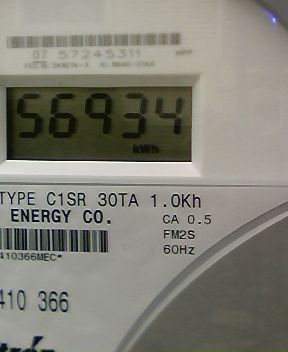 07 57245311
56934
kWh
TYPE C1SR 30TA 1.0Kh
ENERGY CO. CA 0.5
FM2S
60Hz
410366MEC*
410 366